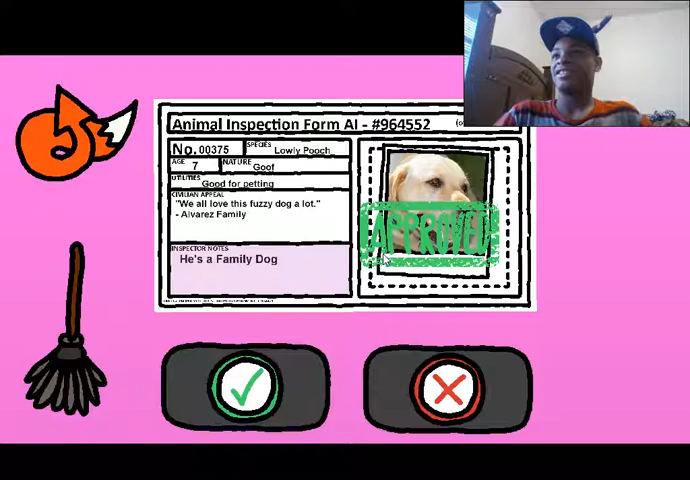 Animal Inspection Form AI - #964552
No. 00375
SPECIES
Lowly Pooch
AGE 7
NATURE
Goof
UTILITIES
Good for petting
CIVILIAN APPEAL
"We all love this fuzzy dog a lot."
- Alvarez Family
INSPECTOR NOTES
He's a Family Dog
APPROVED